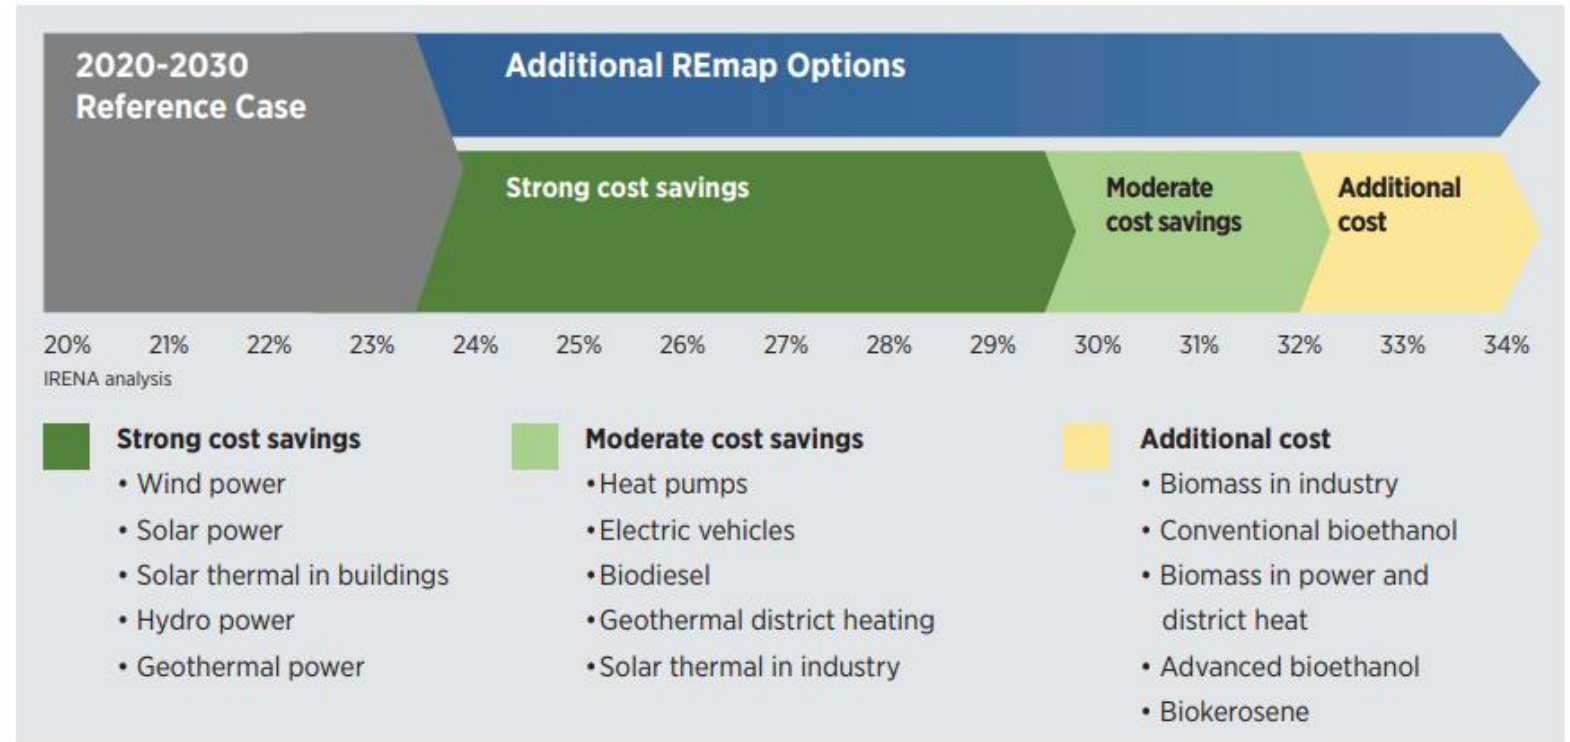 2020-2030
Reference Case
Additional REmap Options
Strong cost savings
Moderate
cost savings
Additional
cost
20% 21% 22% 23% 24% 25% 26% 27% 28% 29% 30% 31% 32% 33% 34%
IRENA analysis
Strong cost savings
• Wind power
• Solar power
• Solar thermal in buildings
• Hydro power
• Geothermal power
Moderate cost savings
•Heat pumps
•Electric vehicles
•Biodiesel
•Geothermal district heating
•Solar thermal in industry
Additional cost
• Biomass in industry
• Conventional bioethanol
• Biomass in power and
district heat
• Advanced bioethanol
• Biokerosene